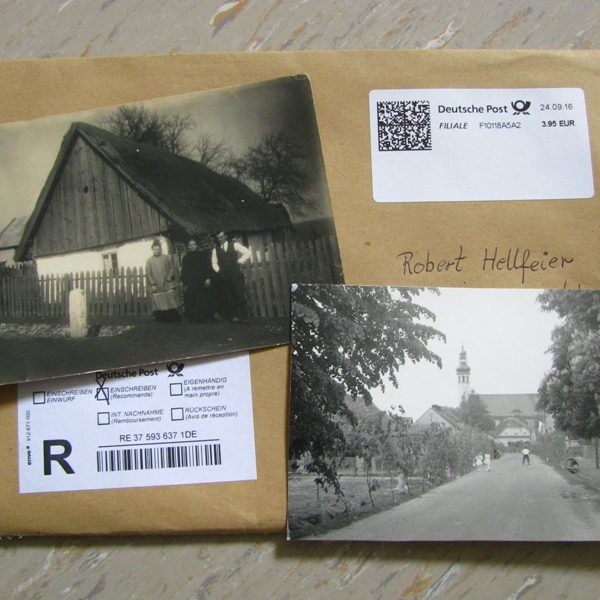 Deutsche Post 24.09.16
FILIALE F10118A5A2 3.95 EUR
Robert Hellfeier
Deutsche Post
EINSCHREIBEN EINWURF
EINSCHREIBEN (Recommandé)
EIGENHÄNDIG (A remettre en main propre)
INT. NACHNAHME (Remboursement)
RÜCKSCHEIN (Avis de réception)
R
RE 37 593 637 1DE